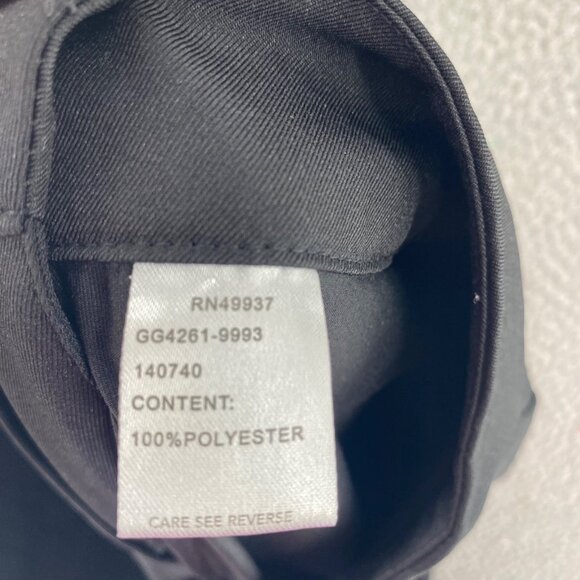 RN49937
GG4261-9993
140740
CONTENT:
100%POLYESTER
CARE SEE REVERSE